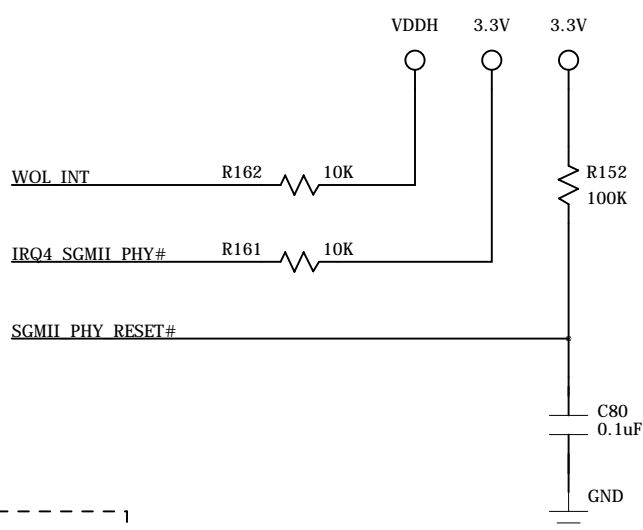 VDDH 3.3V 3.3V
WOL_INT R162 10K
R152
100K
IRQ4_SGMII_PHY# R161 10K
SGMII_PHY_RESET#
C80
0.1uF
GND